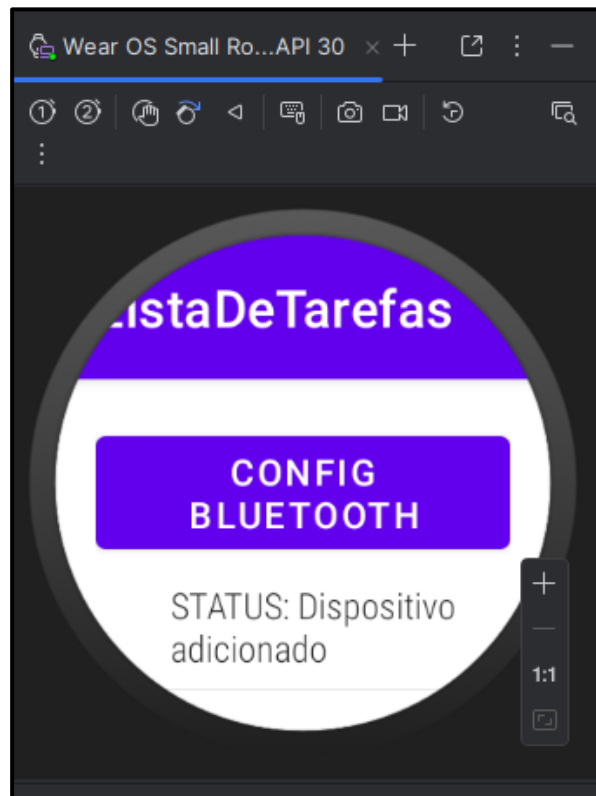 Wear OS Small Ro...API 30
istaDeTarefas
CONFIG
BLUETOOTH
STATUS: Dispositivo
adicionado
1:1